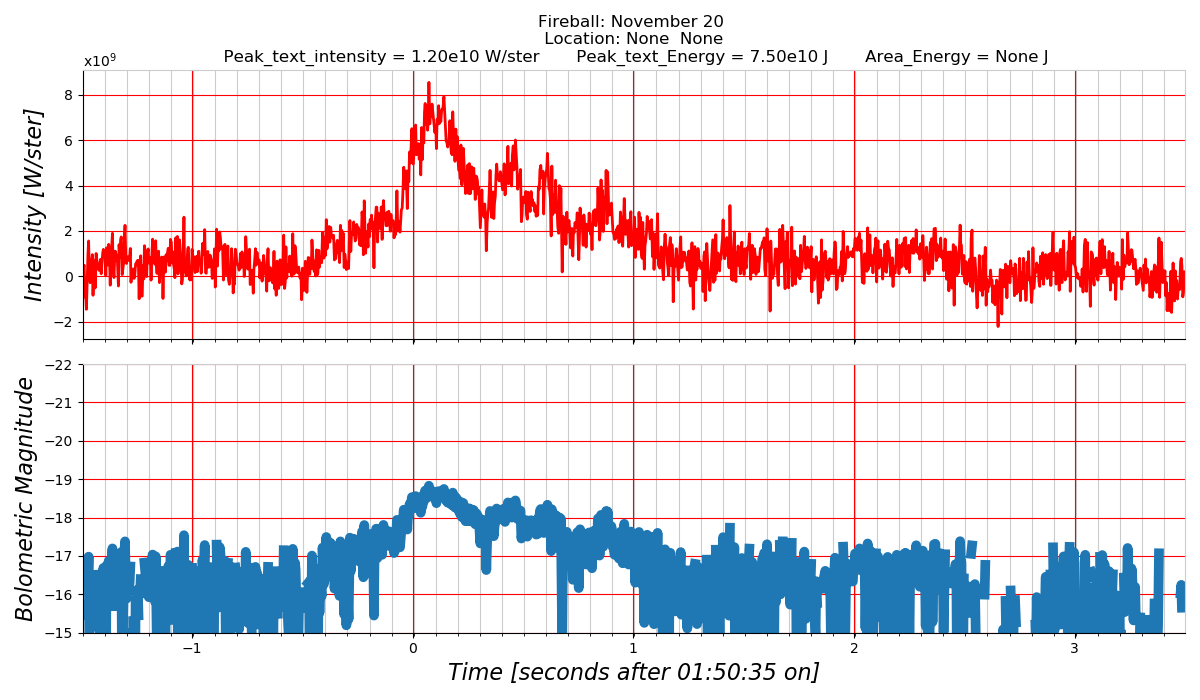 Fireball: November 20
Location: None  None
Peak_text_intensity = 1.20e10 W/ster       Peak_text_Energy = 7.50e10 J       Area_Energy = None J
x10⁹
8
6
4
2
0
−2
Intensity [W/ster]
−22
−21
−20
−19
−18
−17
−16
−15
Bolometric Magnitude
−1 0 1 2 3
Time [seconds after 01:50:35 on]